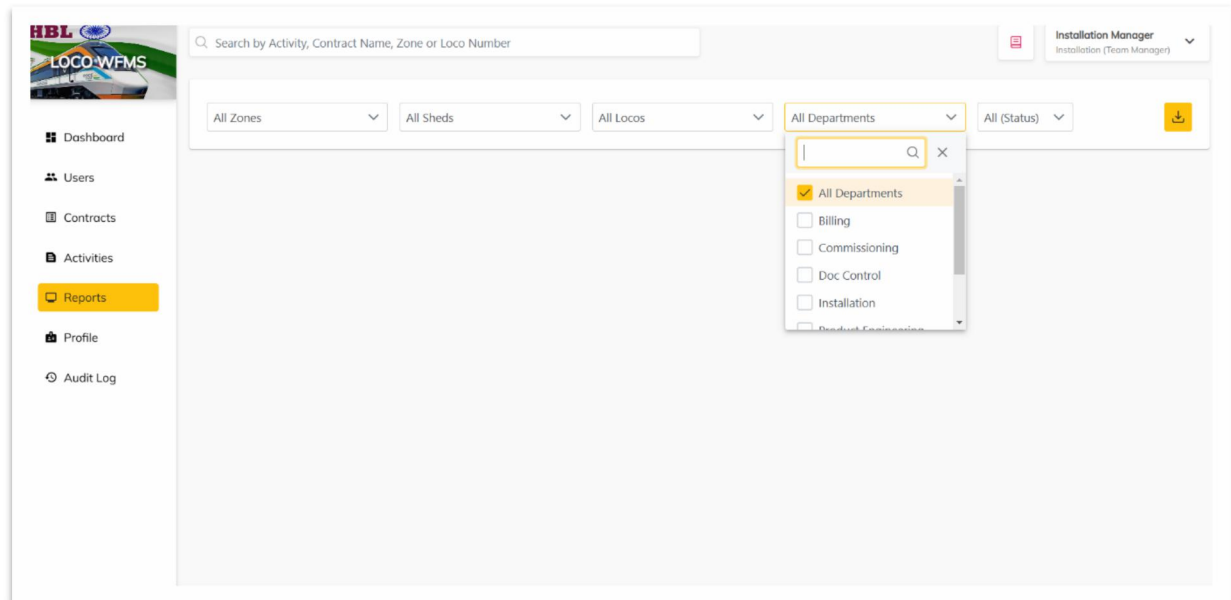 HBL
LOCO WFMS
Search by Activity, Contract Name, Zone or Loco Number
Installation Manager
Installation (Team Manager)
Dashboard
Users
Contracts
Activities
Reports
Profile
Audit Log
All Zones
All Sheds
All Locos
All Departments
All (Status)
All Departments
Billing
Commissioning
Doc Control
Installation
Product Engineering